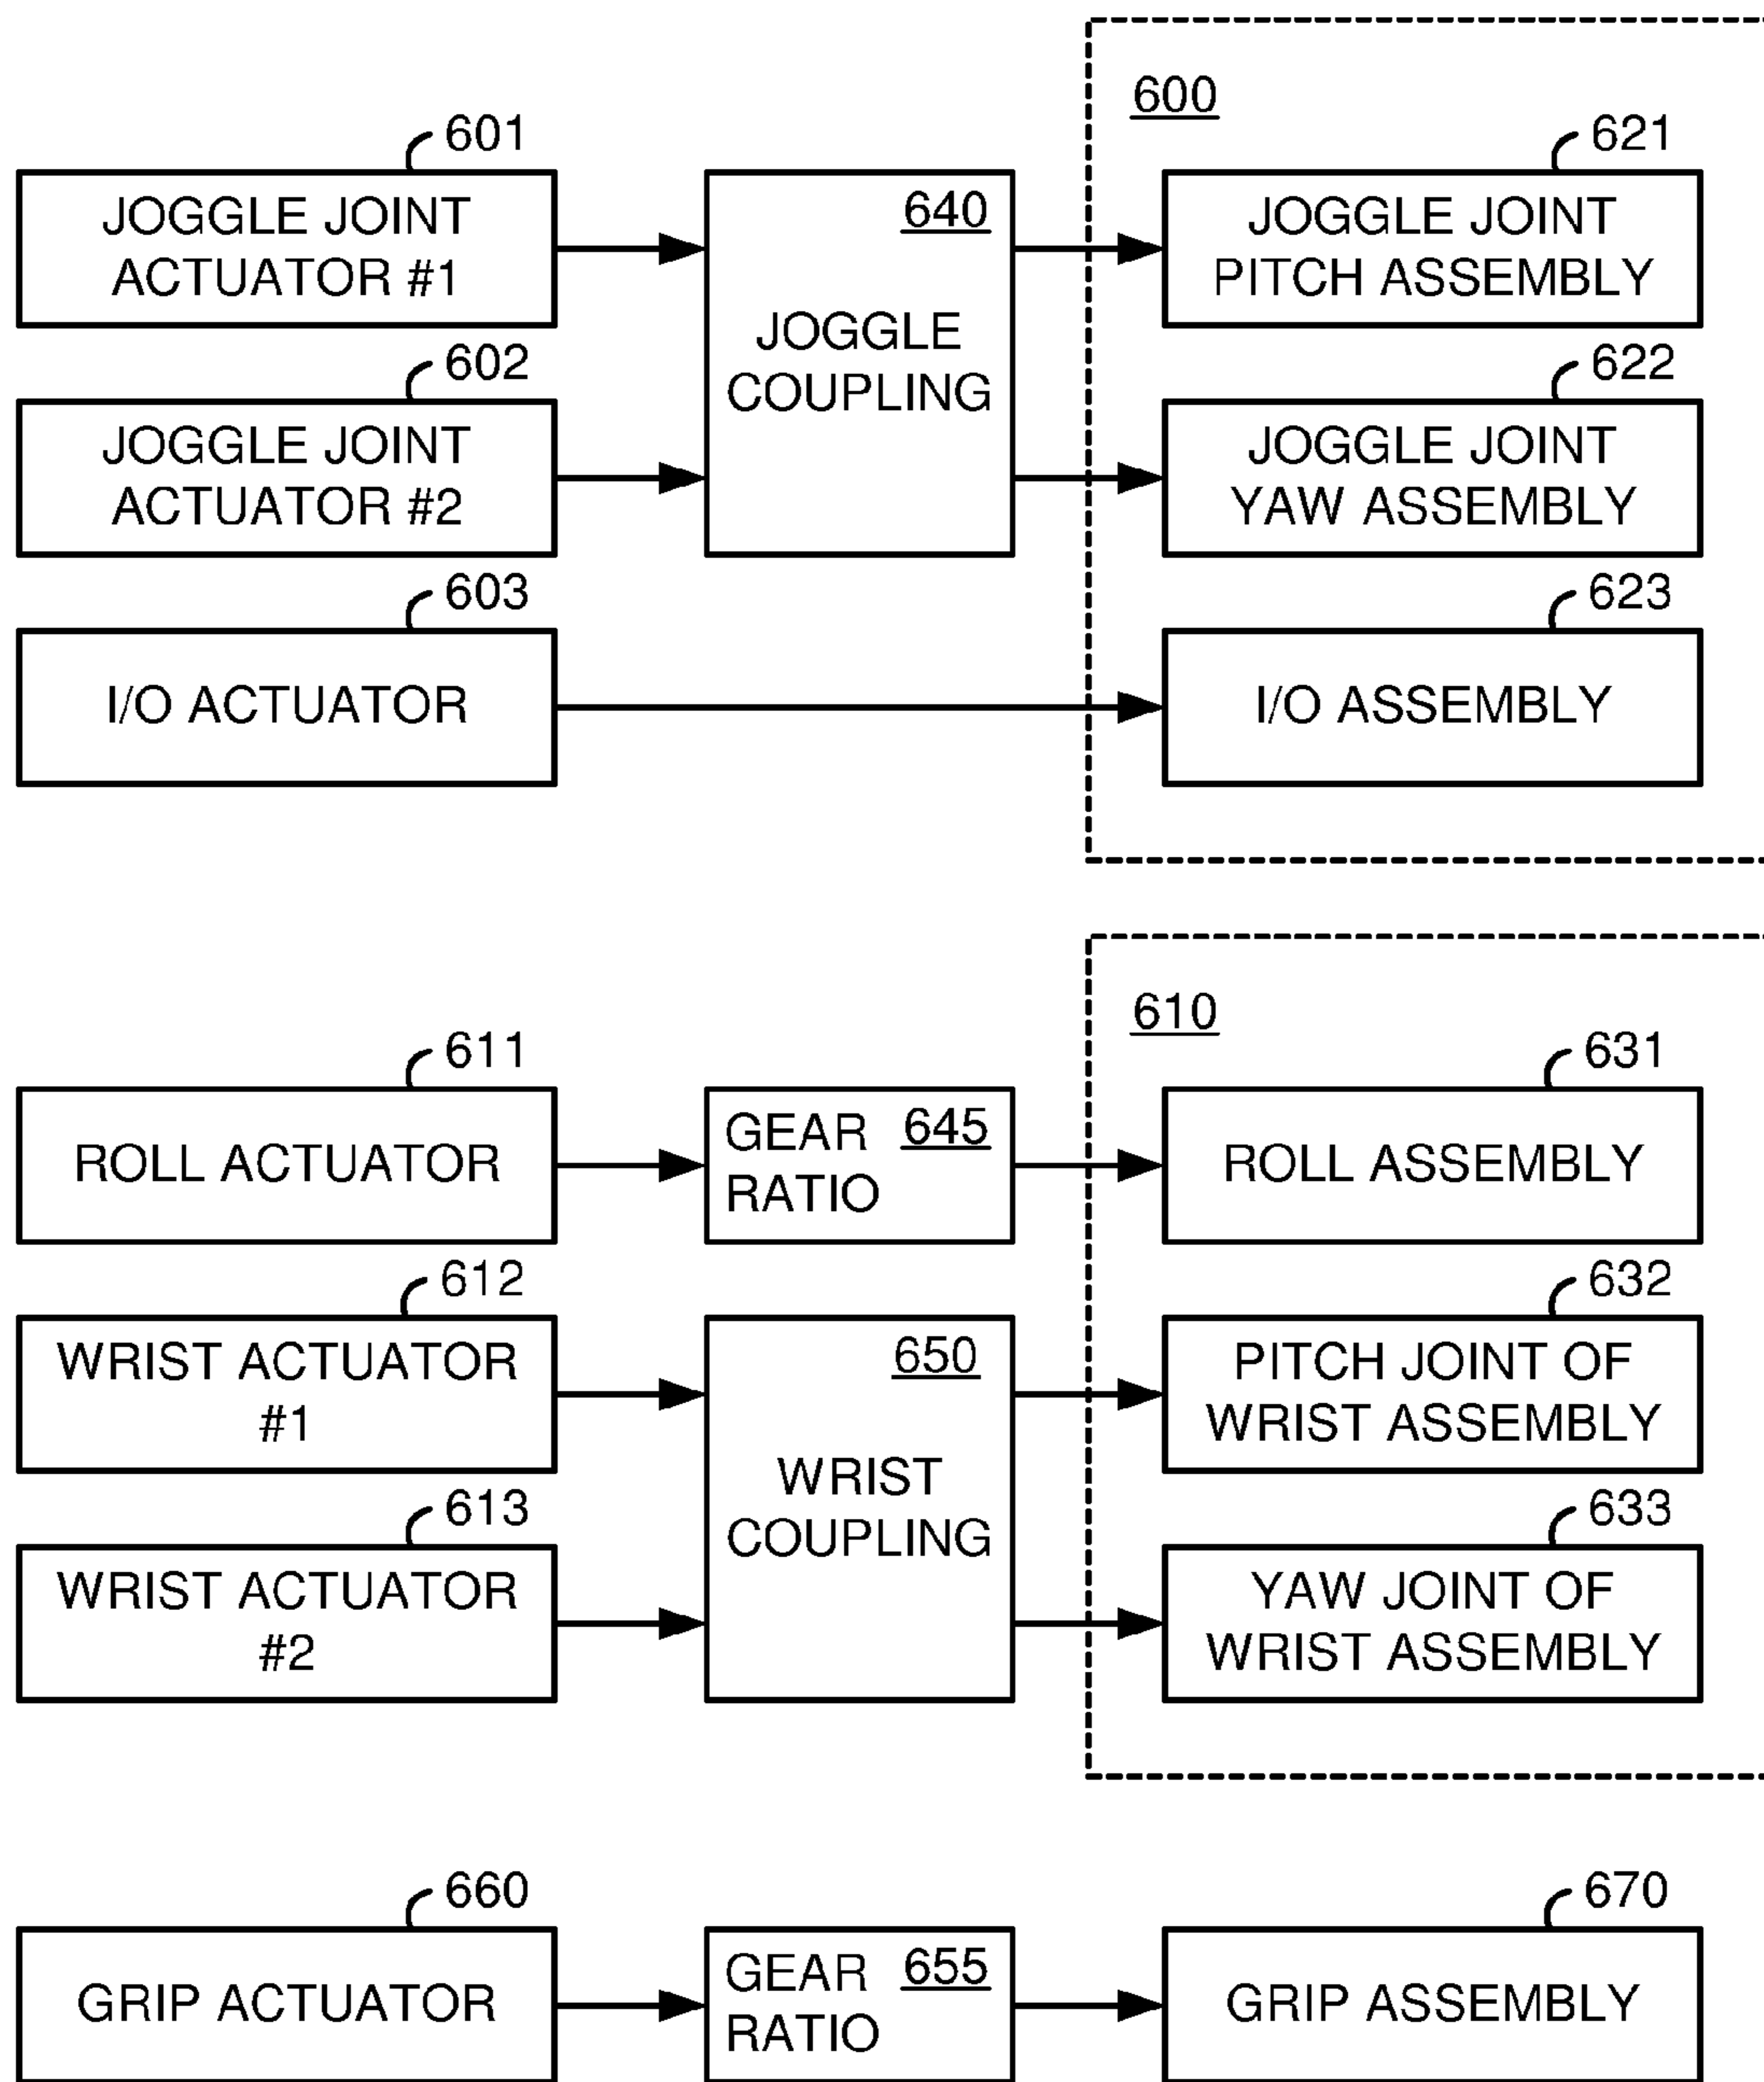 600
601
621
JOGGLE JOINT
ACTUATOR #1
640
JOGGLE
COUPLING
JOGGLE JOINT
PITCH ASSEMBLY
602
622
JOGGLE JOINT
ACTUATOR #2
JOGGLE JOINT
YAW ASSEMBLY
603
623
I/O ACTUATOR
I/O ASSEMBLY
610
611
631
ROLL ACTUATOR
GEAR 645
RATIO
ROLL ASSEMBLY
612
632
WRIST ACTUATOR
#1
650
WRIST
COUPLING
PITCH JOINT OF
WRIST ASSEMBLY
613
633
WRIST ACTUATOR
#2
YAW JOINT OF
WRIST ASSEMBLY
660
670
GRIP ACTUATOR
GEAR 655
RATIO
GRIP ASSEMBLY